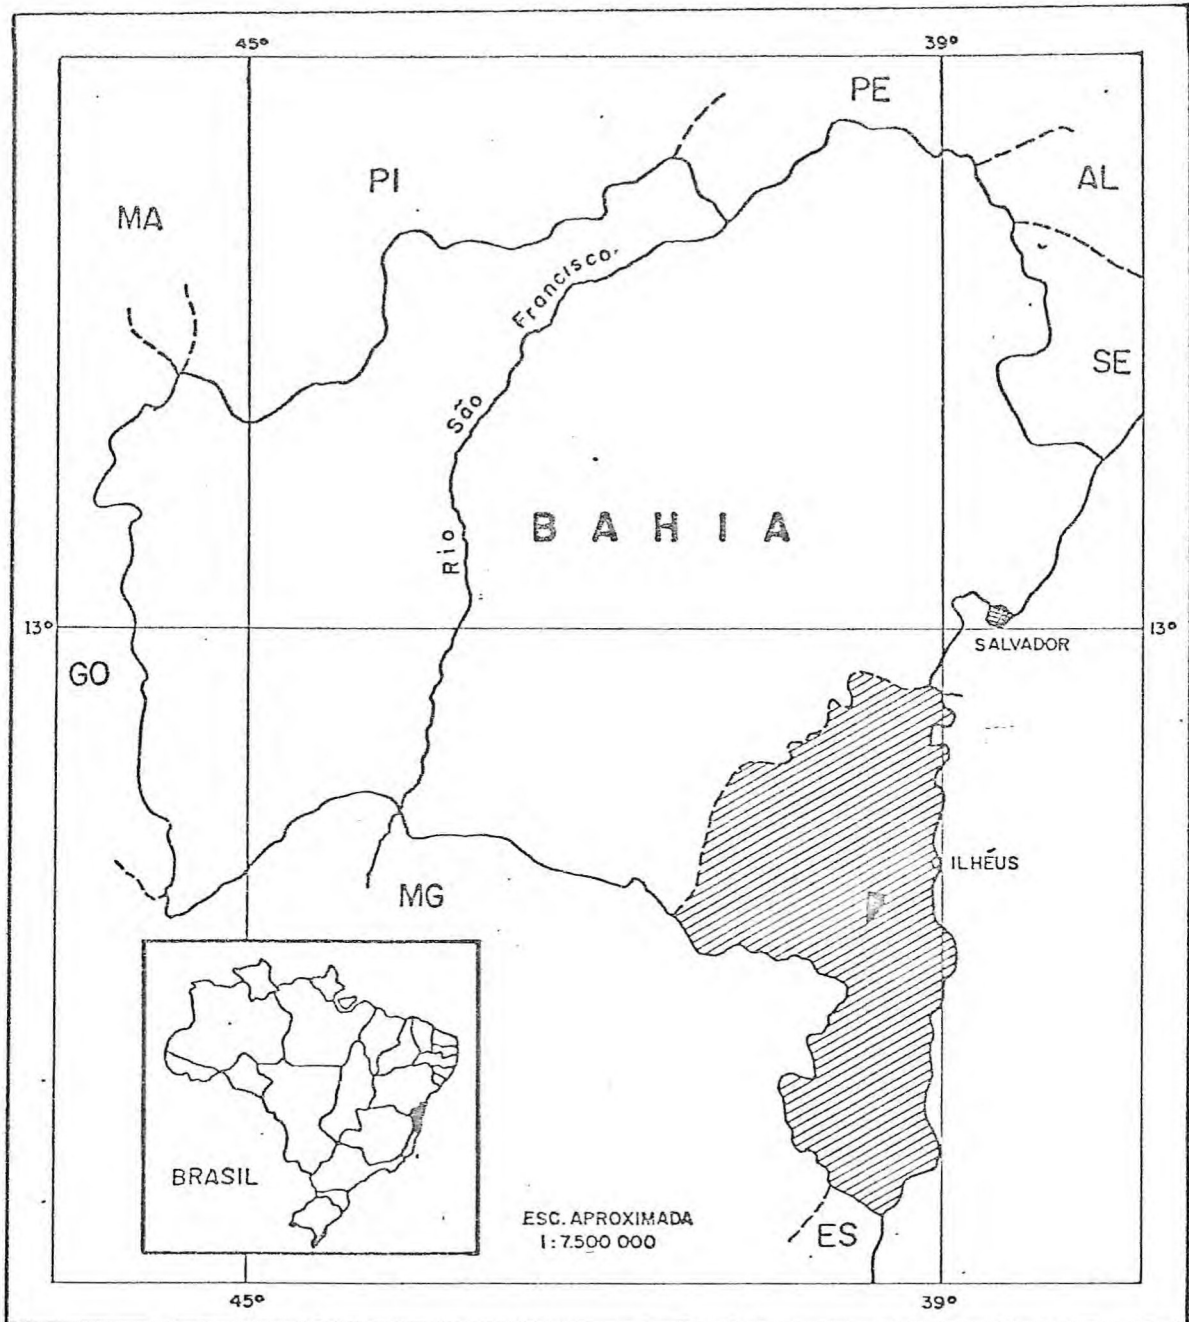 45° 39°
PE
PI
AL
MA
Rio São Francisco
SE
BAHIA
13° 13°
SALVADOR
GO
ILHÉUS
MG
BRASIL
ESC. APROXIMADA
1:7.500 000
ES
45° 39°